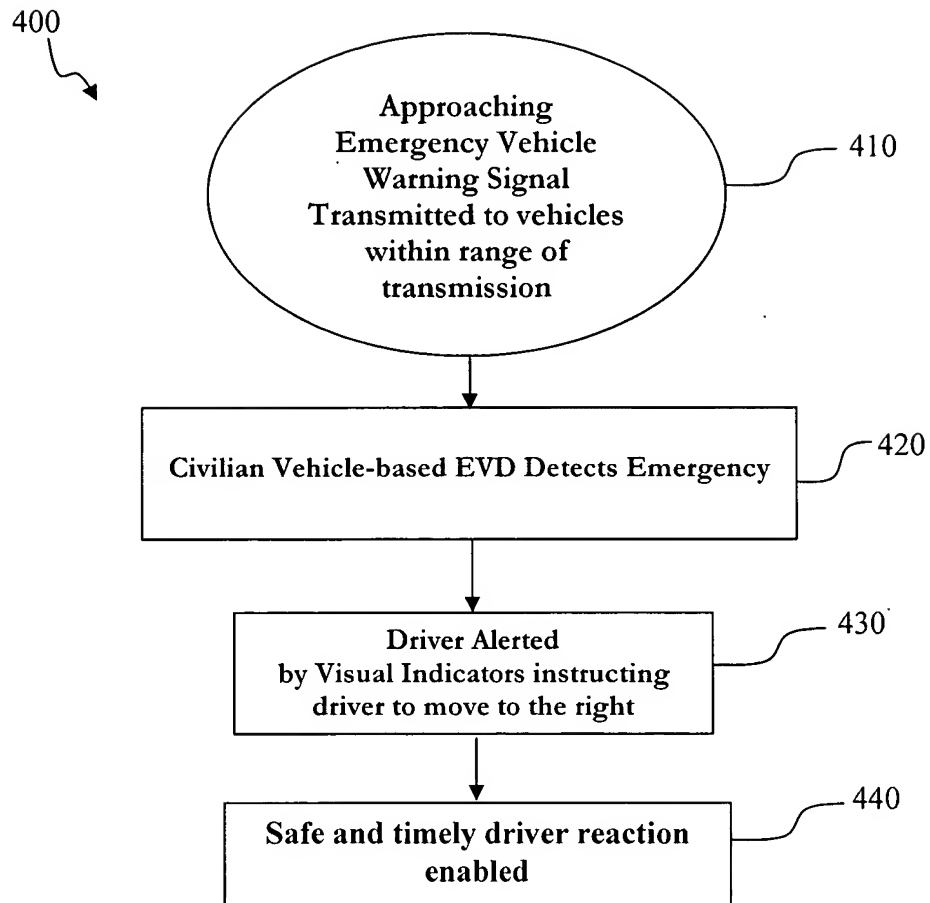 400
Approaching
Emergency Vehicle
Warning Signal
Transmitted to vehicles
within range of
transmission
410
Civilian Vehicle-based EVD Detects Emergency
420
Driver Alerted
by Visual Indicators instructing
driver to move to the right
430
Safe and timely driver reaction
enabled
440